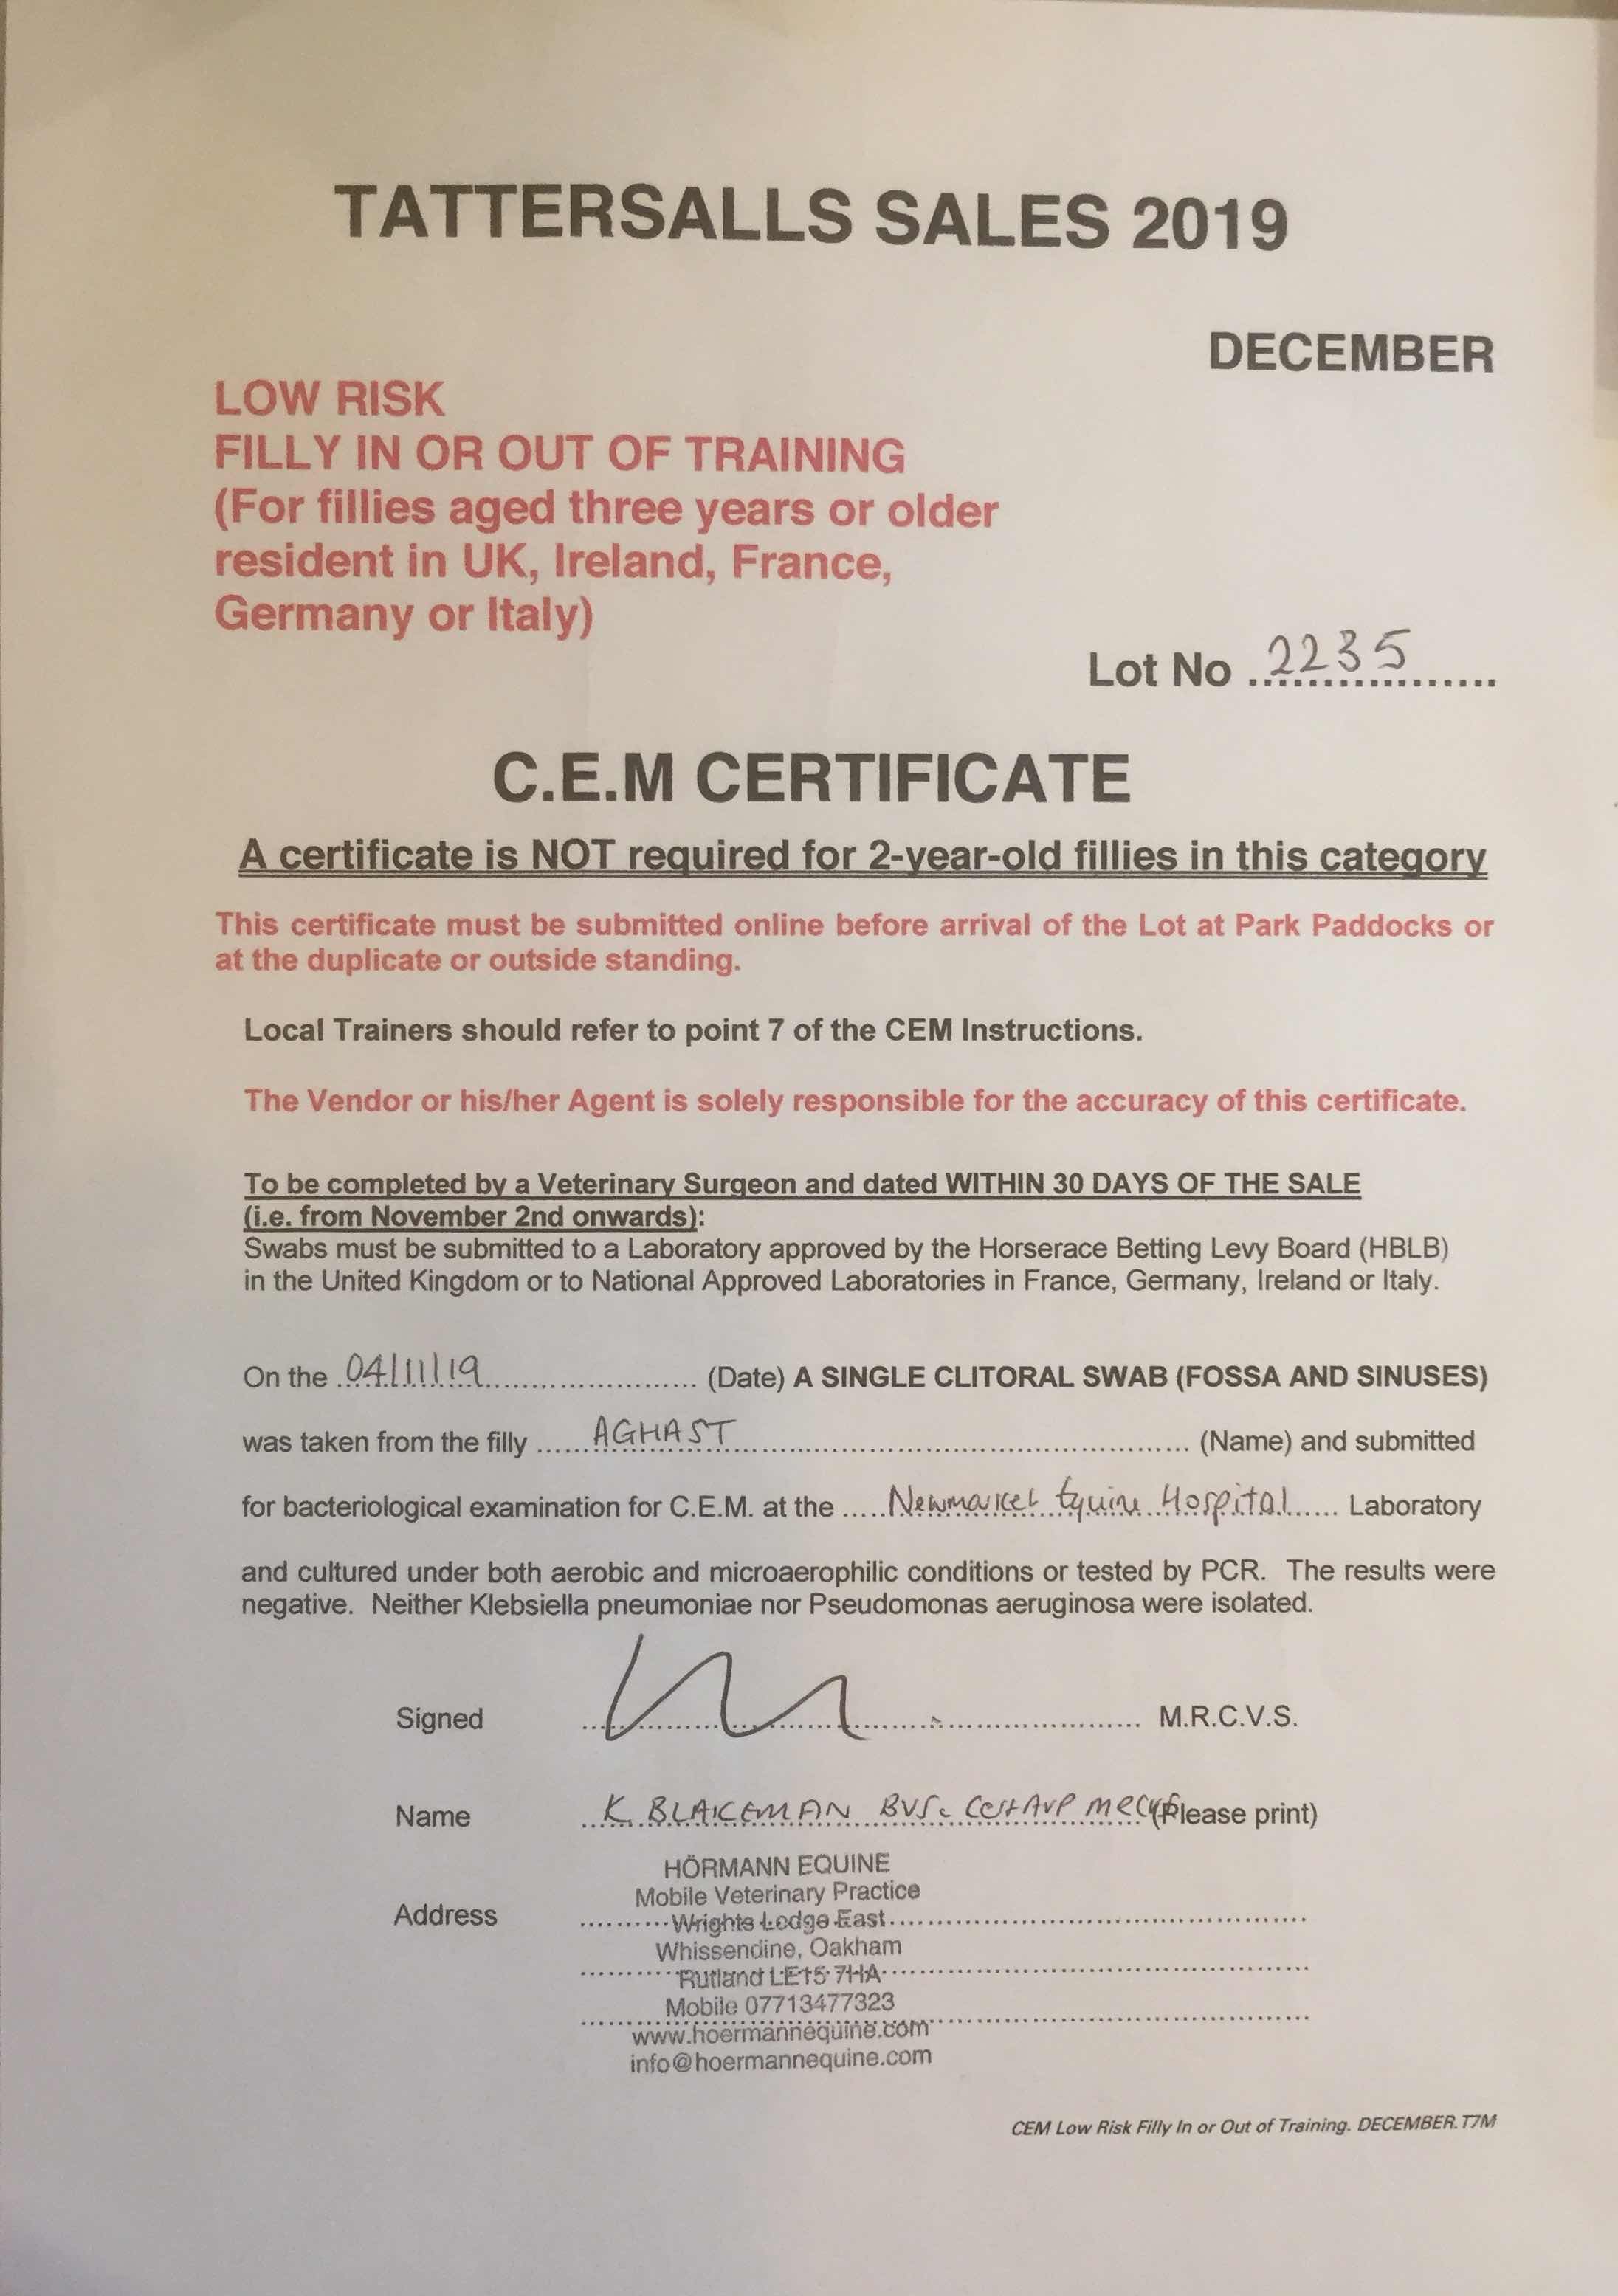 TATTERSALLS SALES 2019
DECEMBER
LOW RISK
FILLY IN OR OUT OF TRAINING
(For fillies aged three years or older
resident in UK, Ireland, France,
Germany or Italy)
Lot No 2235
C.E.M CERTIFICATE
A certificate is NOT required for 2-year-old fillies in this category
This certificate must be submitted online before arrival of the Lot at Park Paddocks or
at the duplicate or outside standing.
Local Trainers should refer to point 7 of the CEM Instructions.
The Vendor or his/her Agent is solely responsible for the accuracy of this certificate.
To be completed by a Veterinary Surgeon and dated WITHIN 30 DAYS OF THE SALE
(i.e. from November 2nd onwards):
Swabs must be submitted to a Laboratory approved by the Horserace Betting Levy Board (HBLB)
in the United Kingdom or to National Approved Laboratories in France, Germany, Ireland or Italy.
On the 04/11/19 (Date) A SINGLE CLITORAL SWAB (FOSSA AND SINUSES)
was taken from the filly AGHAST (Name) and submitted
for bacteriological examination for C.E.M. at the Newmarket Equine Hospital Laboratory
and cultured under both aerobic and microaerophilic conditions or tested by PCR. The results were
negative. Neither Klebsiella pneumoniae nor Pseudomonas aeruginosa were isolated.
Signed M.R.C.V.S.
Name K. BLAKEMAN BVSc CertAVP MRCVS (Please print)
HÖRMANN EQUINE
Mobile Veterinary Practice
Address Wrights Lodge East
Whissendine, Oakham
Rutland LE15 7HA
Mobile 07713477323
www.hoermannequine.com
info@hoermannequine.com
CEM Low Risk Filly In or Out of Training. DECEMBER. T7M